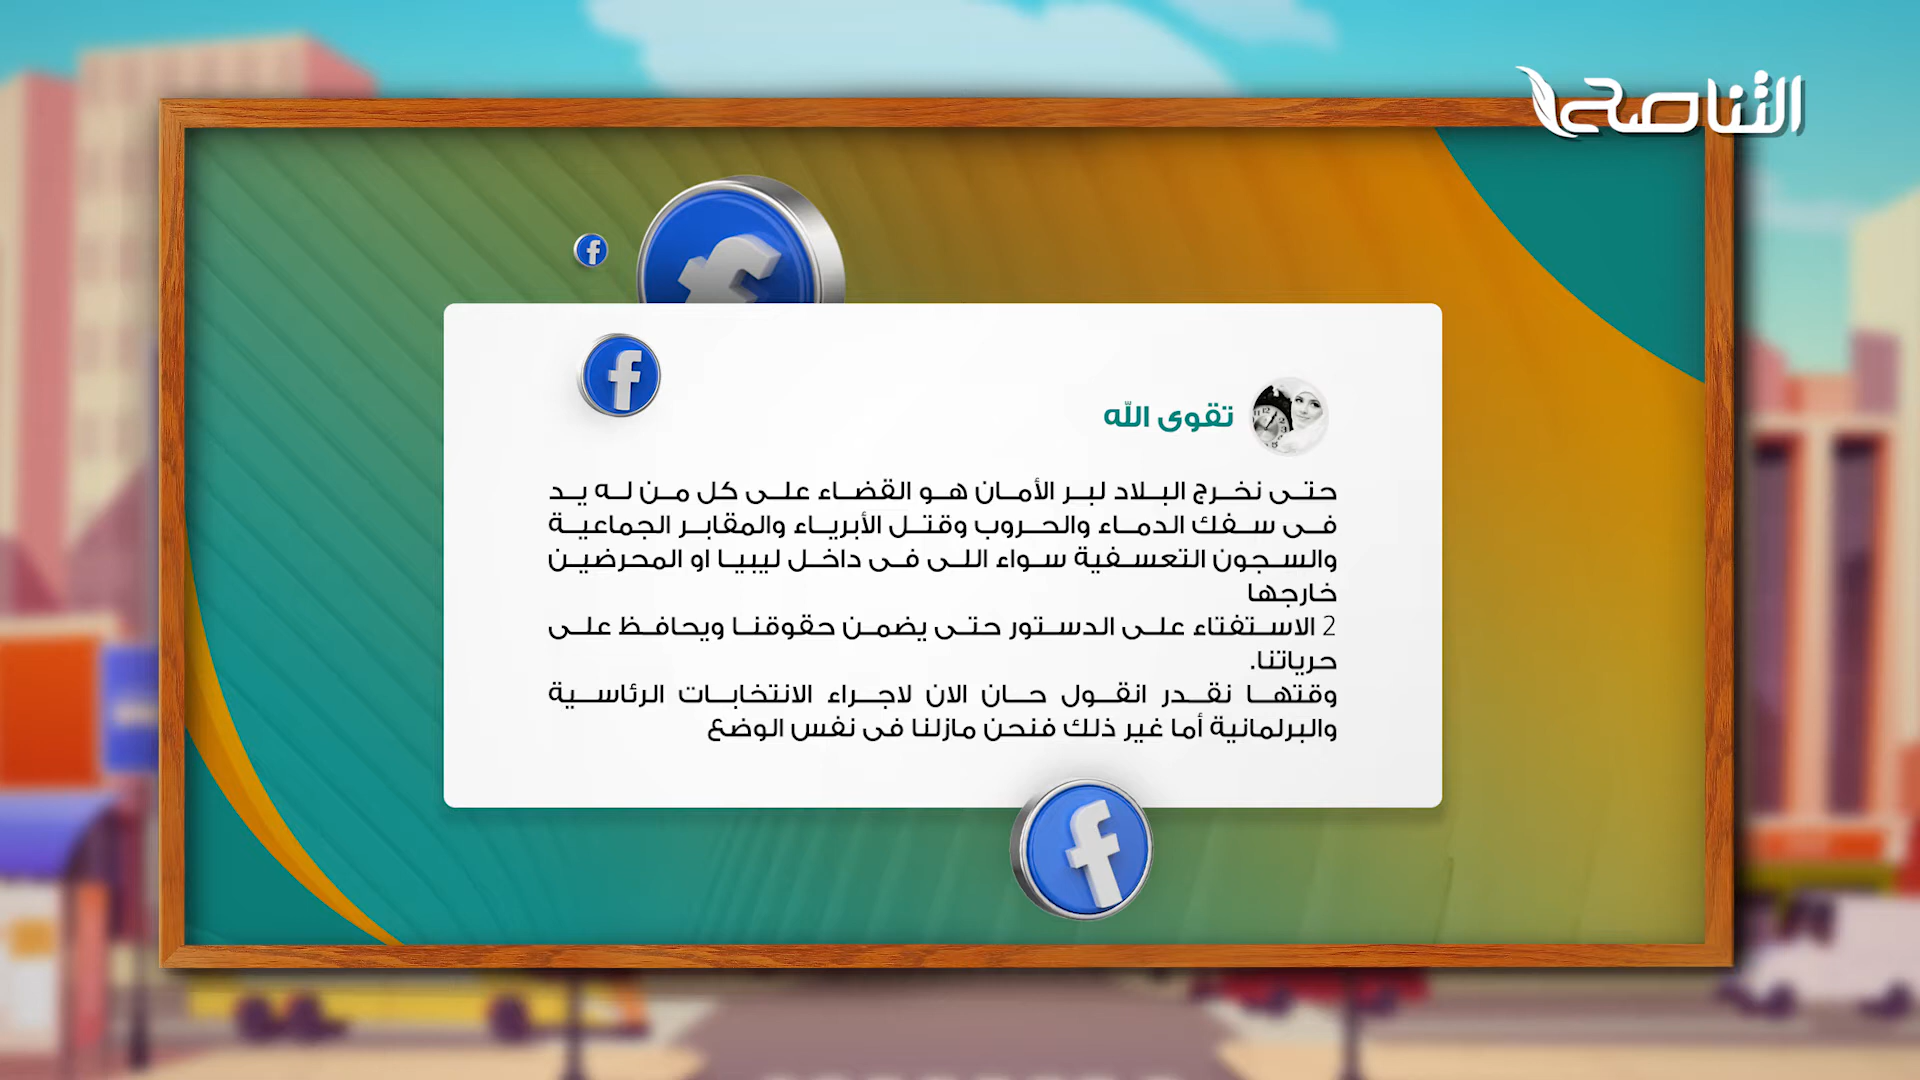 التناصح
تقوى الله
حتى نخرج البلاد لبر الأمان هو القضاء على كل من له يد
فى سفك الدماء والحروب وقتل الأبرياء والمقابر الجماعية
والسجون التعسفية سواء اللى فى داخل ليبيا او المحرضين
خارجها
2 الاستفتاء على الدستور حتى يضمن حقوقنا ويحافظ على
حرياتنا.
وقتها نقدر انقول حان الان لاجراء الانتخابات الرئاسية
والبرلمانية أما غير ذلك فنحن مازلنا فى نفس الوضع